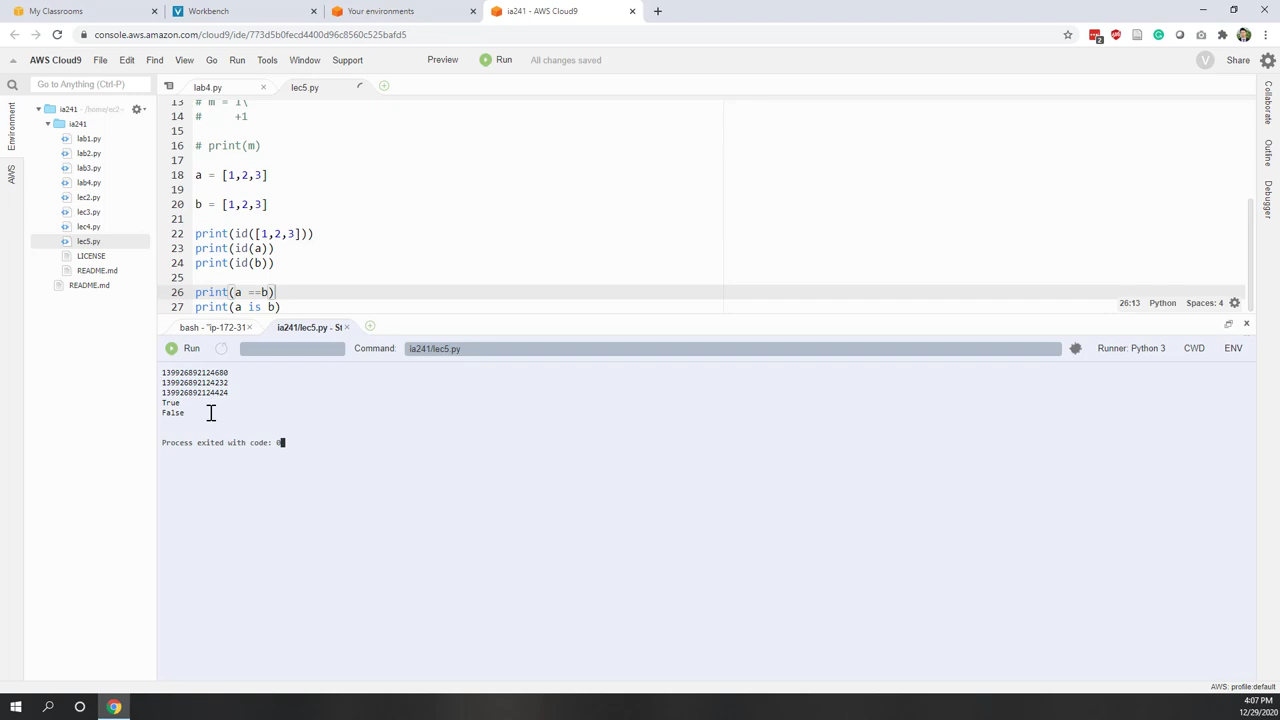 My Classrooms
Workbench
Your environments
ia241 - AWS Cloud9
console.aws.amazon.com/cloud9/ide/773d5b0fecd4400d96c8560c525bafd5
2
AWS Cloud9 File Edit Find View Go Run Tools Window Support Preview Run All changes saved V Share
Go to Anything (Ctrl-P)
lab4.py
lec5.py
Environment
AWS
ia241 - /home/ec2-
ia241
lab1.py
lab2.py
lab3.py
lab4.py
lec2.py
lec3.py
lec4.py
lec5.py
LICENSE
README.md
README.md
13 # m = 1\
14 #     +1
15
16 # print(m)
17
18 a = [1,2,3]
19
20 b = [1,2,3]
21
22 print(id([1,2,3]))
23 print(id(a))
24 print(id(b))
25
26 print(a ==b)
27 print(a is b)
26:13 Python Spaces: 4
Collaborate
Outline
Debugger
bash - "ip-172-31
ia241/lec5.py - St
Run Command: ia241/lec5.py Runner: Python 3 CWD ENV
139926892124680
139926892124232
139926892124424
True
False
Process exited with code: 0
AWS: profile:default
4:07 PM
12/29/2020